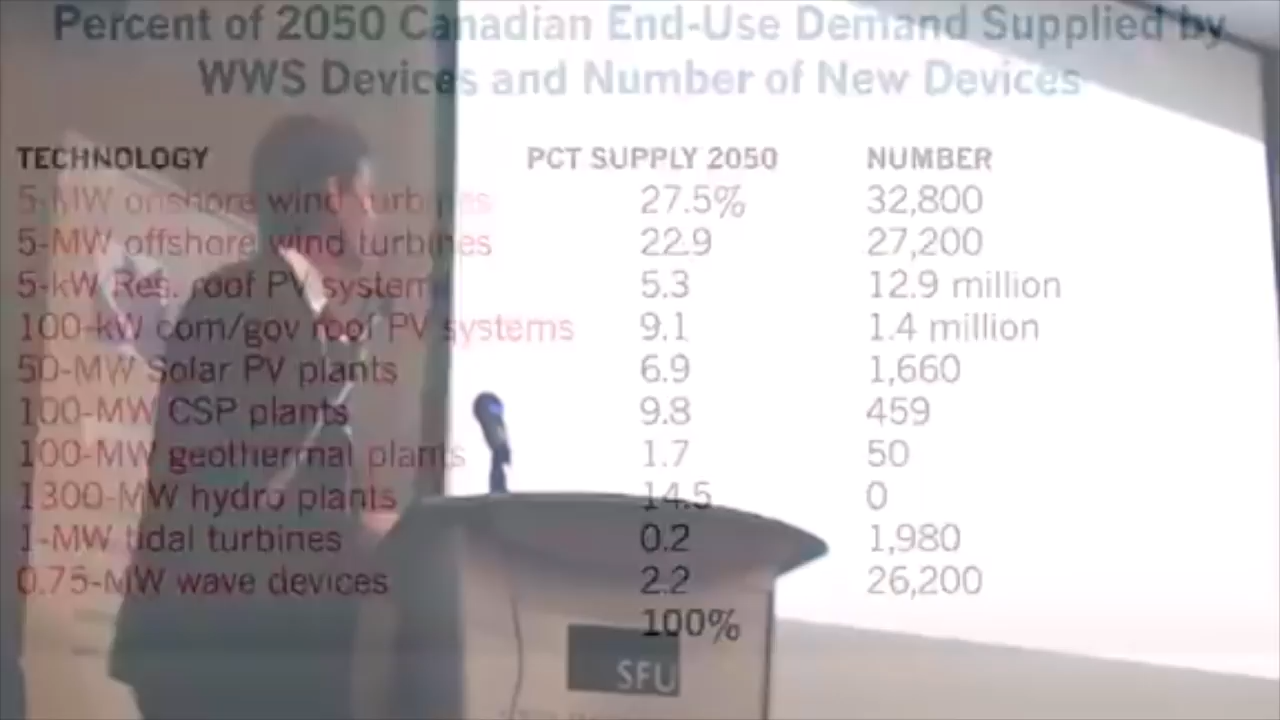 Percent of 2050 Canadian End-Use Demand Supplied by
WWS Devices and Number of New Devices
TECHNOLOGY PCT SUPPLY 2050 NUMBER
5-MW onshore wind turbines 27.5% 32,800
5-MW offshore wind turbines 22.9 27,200
5-kW Res. roof PV system 5.3 12.9 million
100-kW com/gov roof PV systems 9.1 1.4 million
50-MW Solar PV plants 6.9 1,660
100-MW CSP plants 9.8 459
100-MW geothermal plants 1.7 50
1300-MW hydro plants 14.5 0
1-MW tidal turbines 0.2 1,980
0.75-MW wave devices 2.2 26,200
100%
SFU